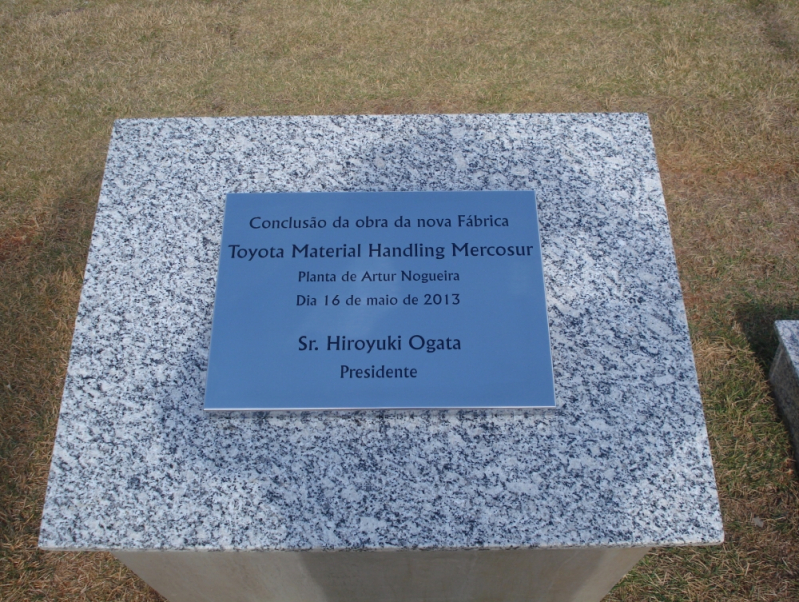 Conclusão da obra da nova Fábrica
Toyota Material Handling Mercosur
Planta de Artur Nogueira
Dia 16 de maio de 2013
Sr. Hiroyuki Ogata
Presidente